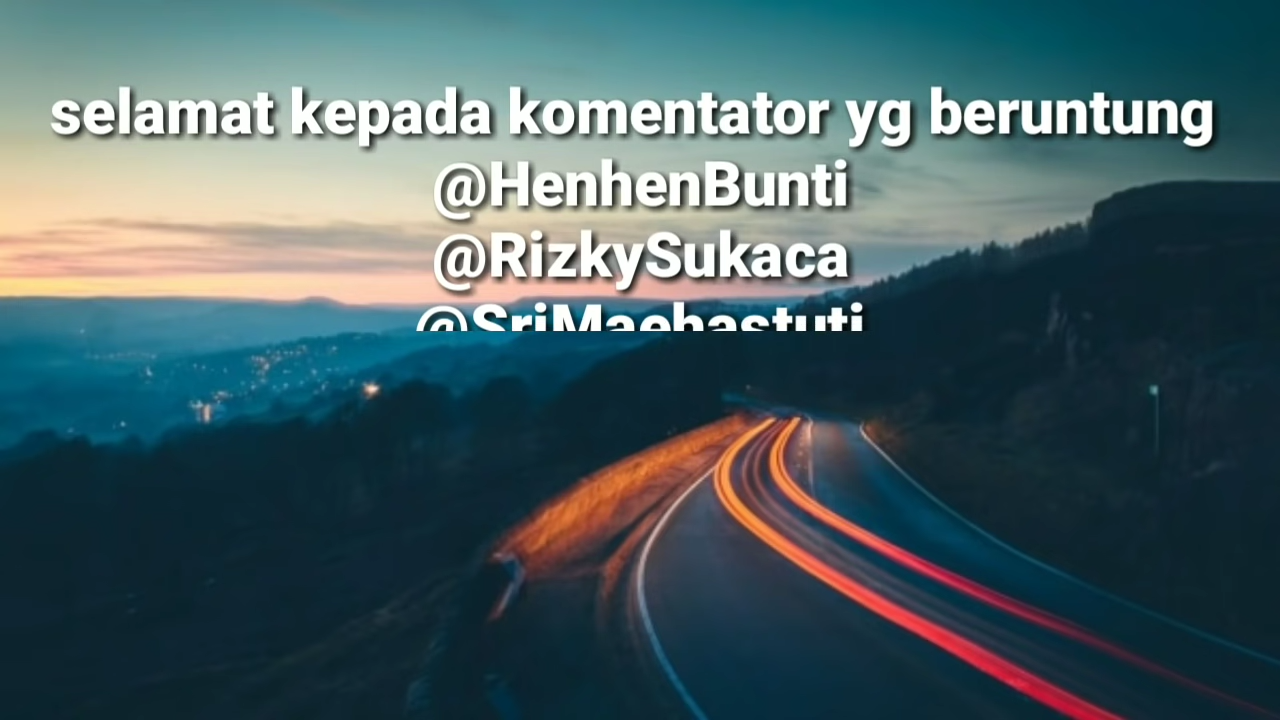 selamat kepada komentator yg beruntung
@HenhenBunti
@RizkySukaca